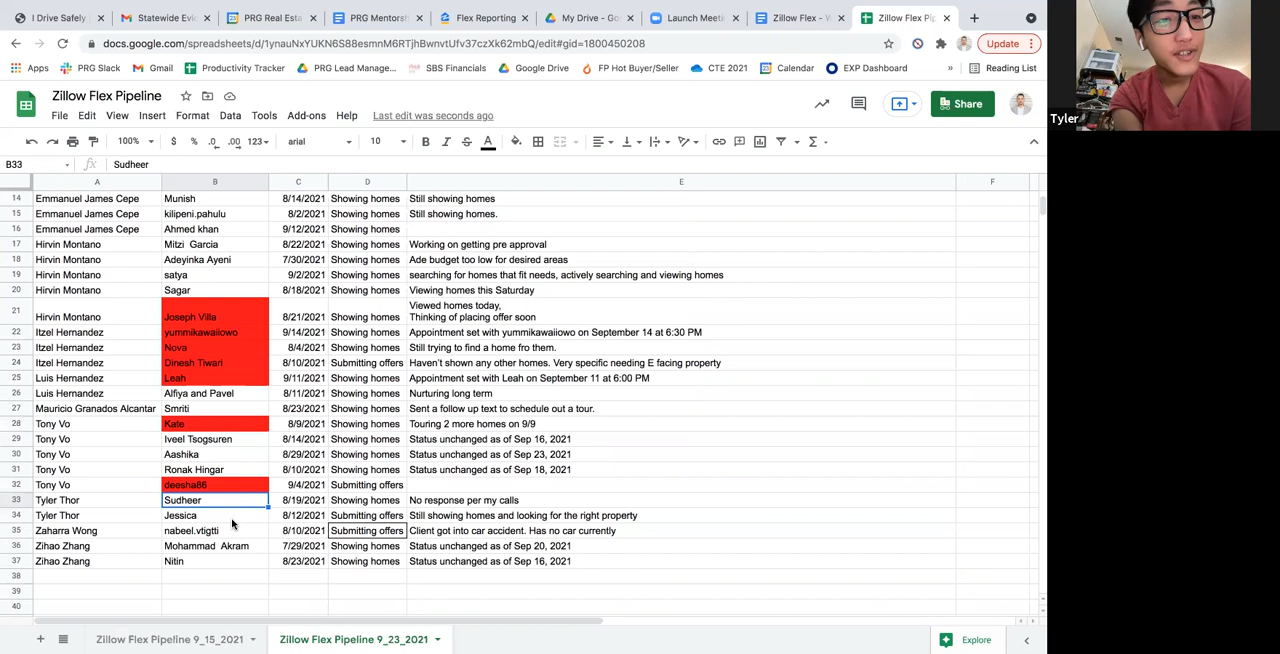 I Drive Safely
Statewide Evi
PRG Real Esta
PRG Mentorsh
Flex Reporting
My Drive - Go
Launch Meeti
Zillow Flex - W
Zillow Flex Pip
docs.google.com/spreadsheets/d/1ynauNxYUKN6S88esmnM6RTjhBwnvtUfv37czXk62mbQ/edit#gid=1800450208
Update
Apps
PRG Slack
Gmail
Productivity Tracker
PRG Lead Manage...
SBS Financials
Google Drive
FP Hot Buyer/Seller
CTE 2021
Calendar
EXP Dashboard
»
Reading List
Zillow Flex Pipeline
File Edit View Insert Format Data Tools Add-ons Help Last edit was seconds ago
Share
100% $ % .0 .00 123 arial 10 B I S A
B33 fx Sudheer
A B C D E F
14 Emmanuel James Cepe Munish 8/14/2021 Showing homes Still showing homes
15 Emmanuel James Cepe kilipeni.pahulu 8/2/2021 Showing homes Still showing homes.
16 Emmanuel James Cepe Ahmed khan 9/12/2021 Showing homes
17 Hirvin Montano Mitzi Garcia 8/22/2021 Showing homes Working on getting pre approval
18 Hirvin Montano Adeyinka Ayeni 7/30/2021 Showing homes Ade budget too low for desired areas
19 Hirvin Montano satya 9/2/2021 Showing homes searching for homes that fit needs, actively searching and viewing homes
20 Hirvin Montano Sagar 8/18/2021 Showing homes Viewing homes this Saturday
Viewed homes today,
21 Hirvin Montano Joseph Villa 8/21/2021 Showing homes Thinking of placing offer soon
22 Itzel Hernandez yummikawaiiowo 9/14/2021 Showing homes Appointment set with yummikawaiiowo on September 14 at 6:30 PM
23 Itzel Hernandez Nova 8/4/2021 Showing homes Still trying to find a home fro them.
24 Itzel Hernandez Dinesh Tiwari 8/10/2021 Submitting offers Haven't shown any other homes. Very specific needing E facing property
25 Luis Hernandez Leah 9/11/2021 Showing homes Appointment set with Leah on September 11 at 6:00 PM
26 Luis Hernandez Alfiya and Pavel 8/11/2021 Showing homes Nurturing long term
27 Mauricio Granados Alcantar Smriti 8/23/2021 Showing homes Sent a follow up text to schedule out a tour.
28 Tony Vo Kate 8/9/2021 Showing homes Touring 2 more homes on 9/9
29 Tony Vo Iveel Tsogsuren 8/14/2021 Showing homes Status unchanged as of Sep 16, 2021
30 Tony Vo Aashika 8/29/2021 Showing homes Status unchanged as of Sep 23, 2021
31 Tony Vo Ronak Hingar 8/10/2021 Showing homes Status unchanged as of Sep 18, 2021
32 Tony Vo deesha86 9/4/2021 Submitting offers
33 Tyler Thor Sudheer 8/19/2021 Showing homes No response per my calls
34 Tyler Thor Jessica 8/12/2021 Submitting offers Still showing homes and looking for the right property
35 Zaharra Wong nabeel.vtigtti 8/10/2021 Submitting offers Client got into car accident. Has no car currently
36 Zihao Zhang Mohammad Akram 7/29/2021 Showing homes Status unchanged as of Sep 20, 2021
37 Zihao Zhang Nitin 8/23/2021 Showing homes Status unchanged as of Sep 16, 2021
38
39
40
Zillow Flex Pipeline 9_15_2021
Zillow Flex Pipeline 9_23_2021
Explore
Tyler